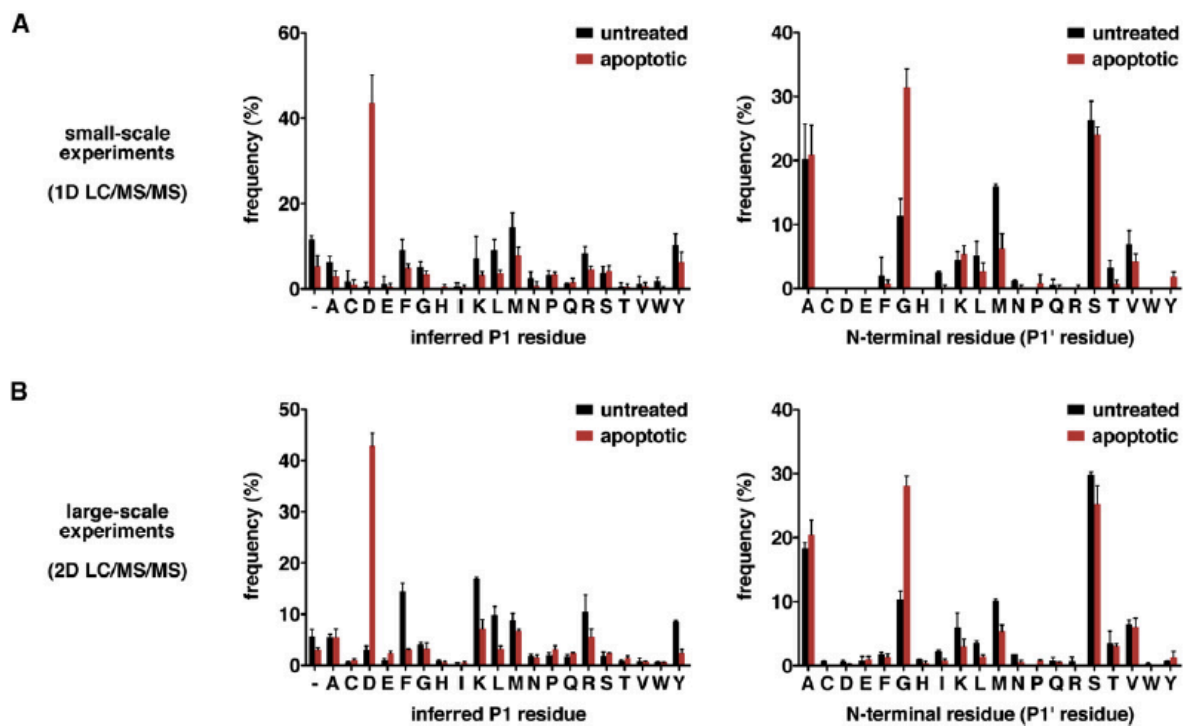 A
small-scale
experiments
(1D LC/MS/MS)
frequency (%)
60
40
20
0
untreated
apoptotic
- A C D E F G H I K L M N P Q R S T V W Y
inferred P1 residue
frequency (%)
40
30
20
10
0
untreated
apoptotic
A C D E F G H I K L M N P Q R S T V W Y
N-terminal residue (P1' residue)
B
large-scale
experiments
(2D LC/MS/MS)
frequency (%)
50
40
30
20
10
0
untreated
apoptotic
- A C D E F G H I K L M N P Q R S T V W Y
inferred P1 residue
frequency (%)
40
30
20
10
0
untreated
apoptotic
A C D E F G H I K L M N P Q R S T V W Y
N-terminal residue (P1' residue)